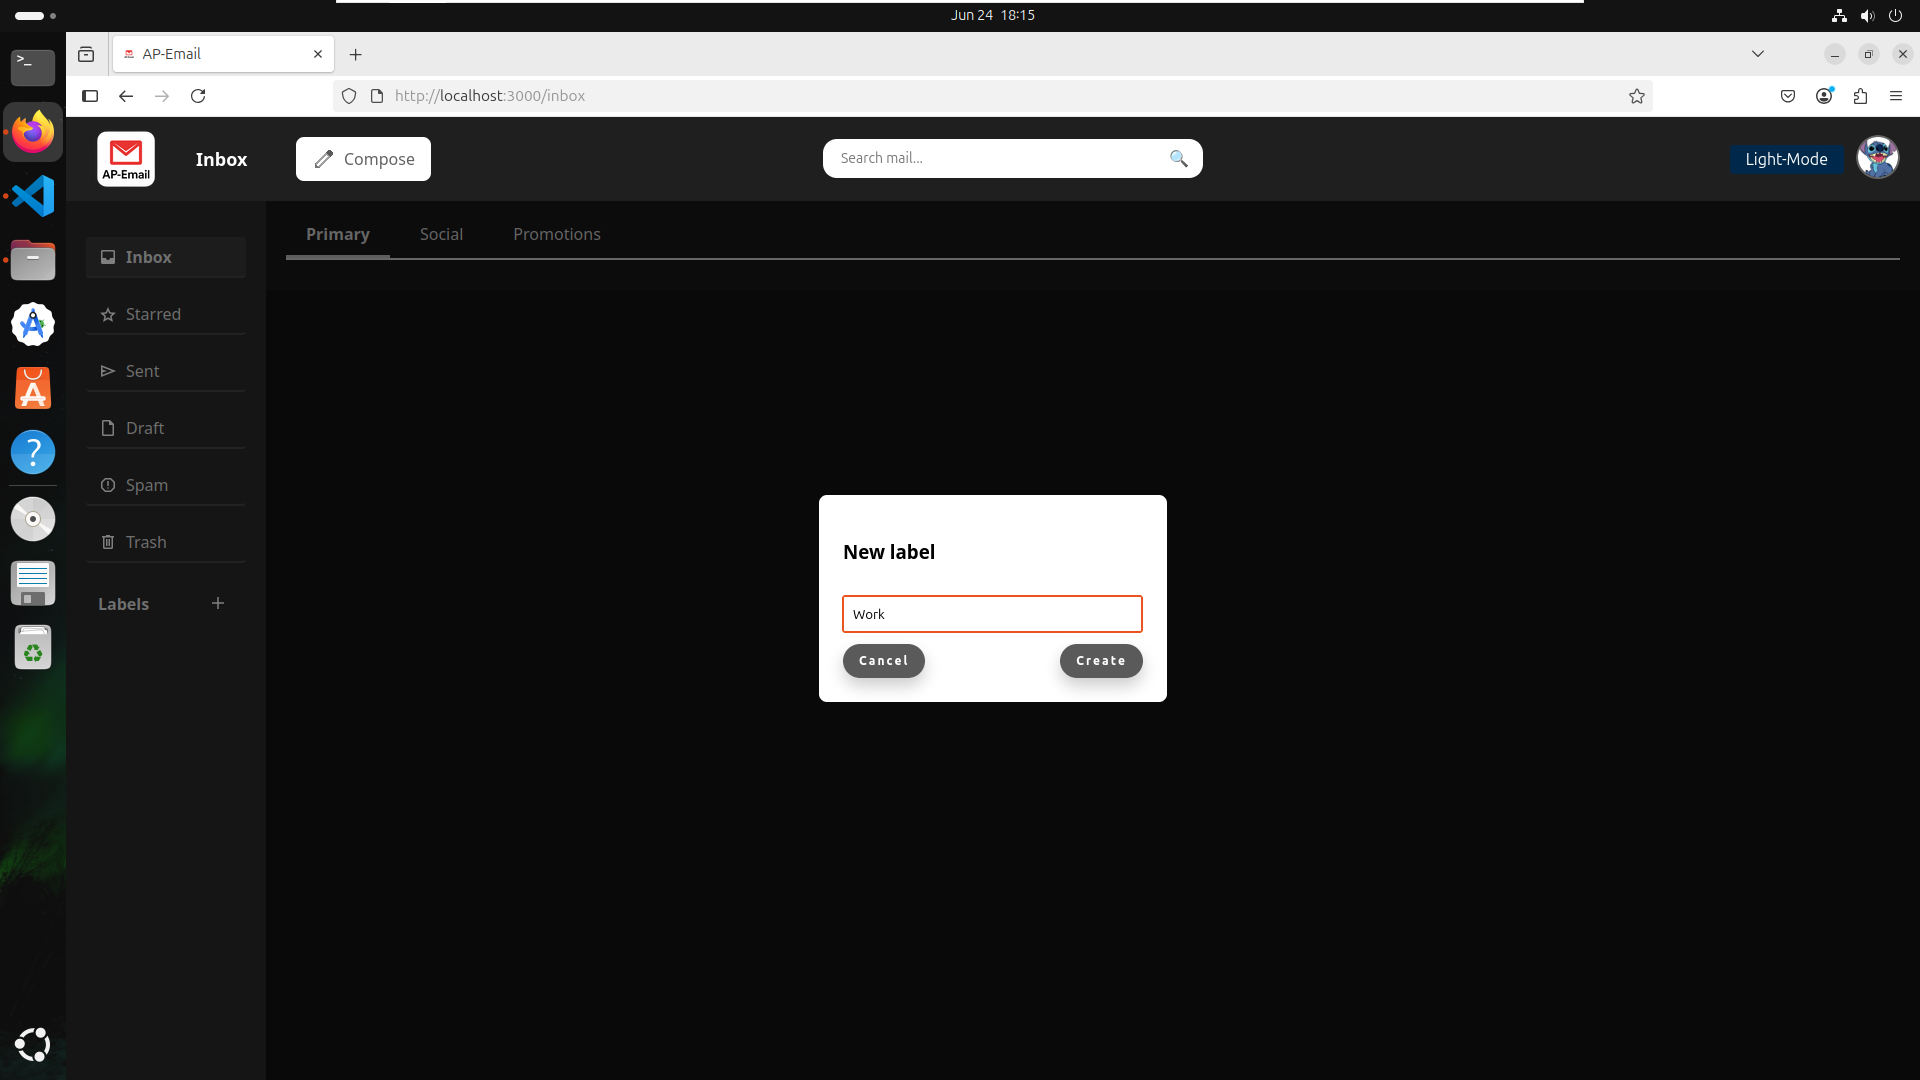 Jun 24 18:15
AP-Email
http://localhost:3000/inbox
AP-Email
Inbox
Compose
Search mail...
Light-Mode
Primary
Social
Promotions
Inbox
Starred
Sent
Draft
Spam
Trash
Labels
New label
Work
Cancel
Create